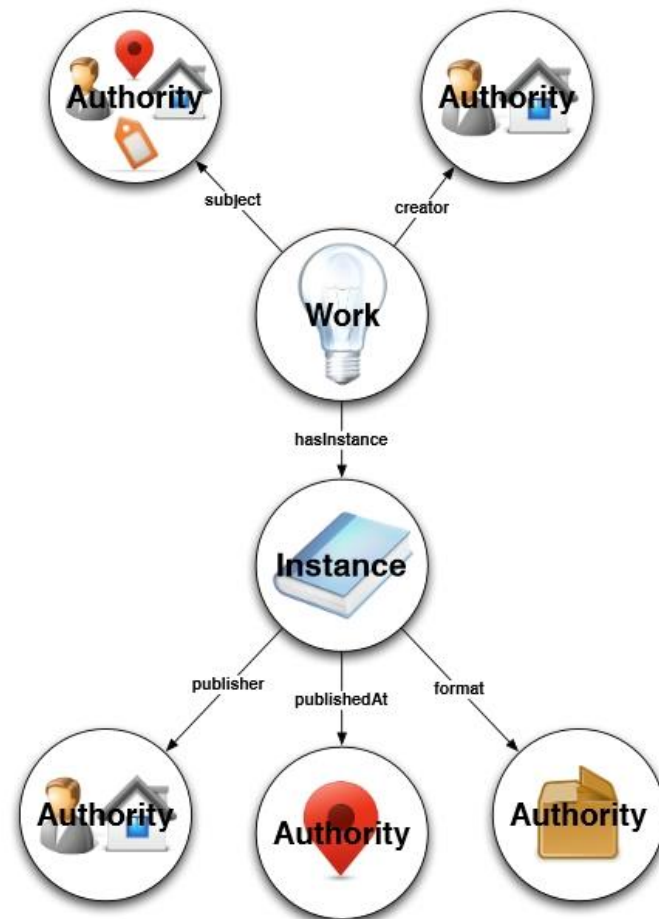 Authority
Authority
subject
creator
Work
hasInstance
Instance
publisher
publishedAt
format
Authority
Authority
Authority